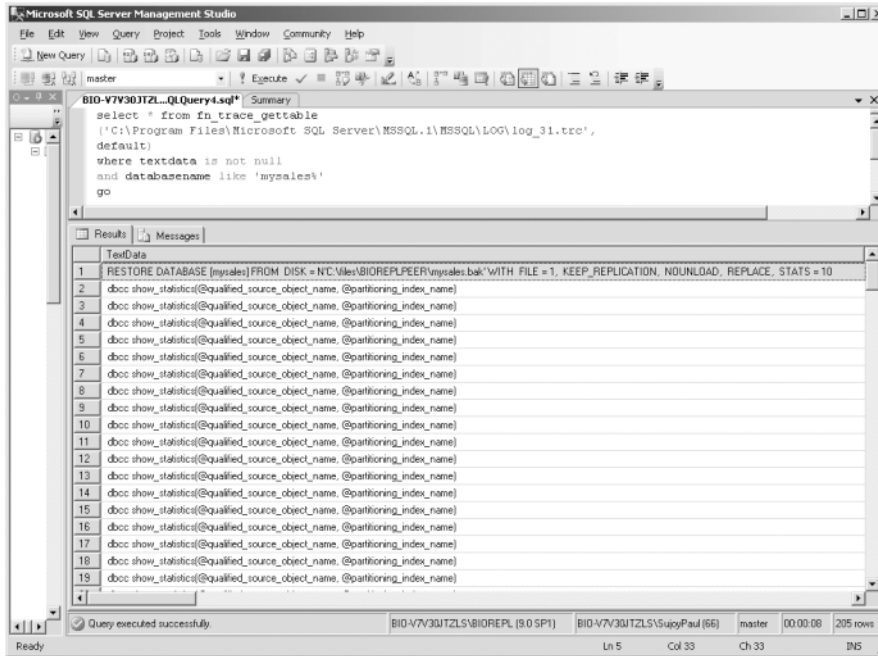 Microsoft SQL Server Management Studio
File Edit View Query Project Tools Window Community Help
New Query
master
Execute
BIO-V7V30JTZL...QLQuery4.sql* Summary
select * from fn_trace_gettable
('C:\Program Files\Microsoft SQL Server\MSSQL.1\MSSQL\LOG\log_31.trc',
default)
where textdata is not null
and databasename like 'mysales%'
go
Results Messages
TextData
1 RESTORE DATABASE [mysales] FROM DISK = N'C:\files\BIOREPLPEER\mysales.bak' WITH FILE = 1, KEEP_REPLICATION, NOUNLOAD, REPLACE, STATS = 10
2 dbcc show_statistics(@qualified_source_object_name, @partitioning_index_name)
3 dbcc show_statistics(@qualified_source_object_name, @partitioning_index_name)
4 dbcc show_statistics(@qualified_source_object_name, @partitioning_index_name)
5 dbcc show_statistics(@qualified_source_object_name, @partitioning_index_name)
6 dbcc show_statistics(@qualified_source_object_name, @partitioning_index_name)
7 dbcc show_statistics(@qualified_source_object_name, @partitioning_index_name)
8 dbcc show_statistics(@qualified_source_object_name, @partitioning_index_name)
9 dbcc show_statistics(@qualified_source_object_name, @partitioning_index_name)
10 dbcc show_statistics(@qualified_source_object_name, @partitioning_index_name)
11 dbcc show_statistics(@qualified_source_object_name, @partitioning_index_name)
12 dbcc show_statistics(@qualified_source_object_name, @partitioning_index_name)
13 dbcc show_statistics(@qualified_source_object_name, @partitioning_index_name)
14 dbcc show_statistics(@qualified_source_object_name, @partitioning_index_name)
15 dbcc show_statistics(@qualified_source_object_name, @partitioning_index_name)
16 dbcc show_statistics(@qualified_source_object_name, @partitioning_index_name)
17 dbcc show_statistics(@qualified_source_object_name, @partitioning_index_name)
18 dbcc show_statistics(@qualified_source_object_name, @partitioning_index_name)
19 dbcc show_statistics(@qualified_source_object_name, @partitioning_index_name)
Query executed successfully. BIO-V7V30JTZLS\BIOREPL (9.0 SP1) BIO-V7V30JTZLS\SujoyPaul (66) master 00:00:08 205 rows
Ready Ln 5 Col 33 Ch 33 INS